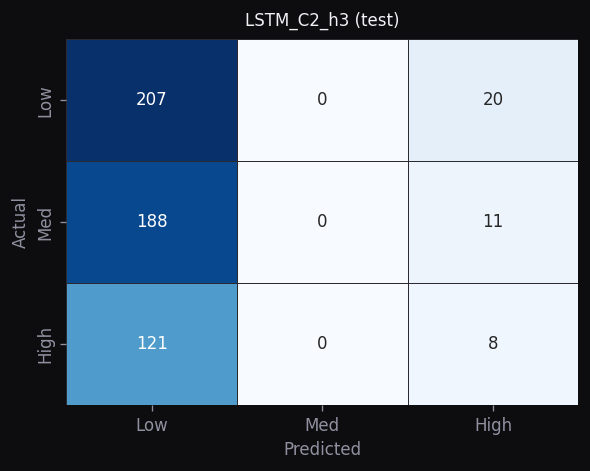 LSTM_C2_h3 (test)
Actual
Low 207 0 20
Med 188 0 11
High 121 0 8
Low Med High
Predicted